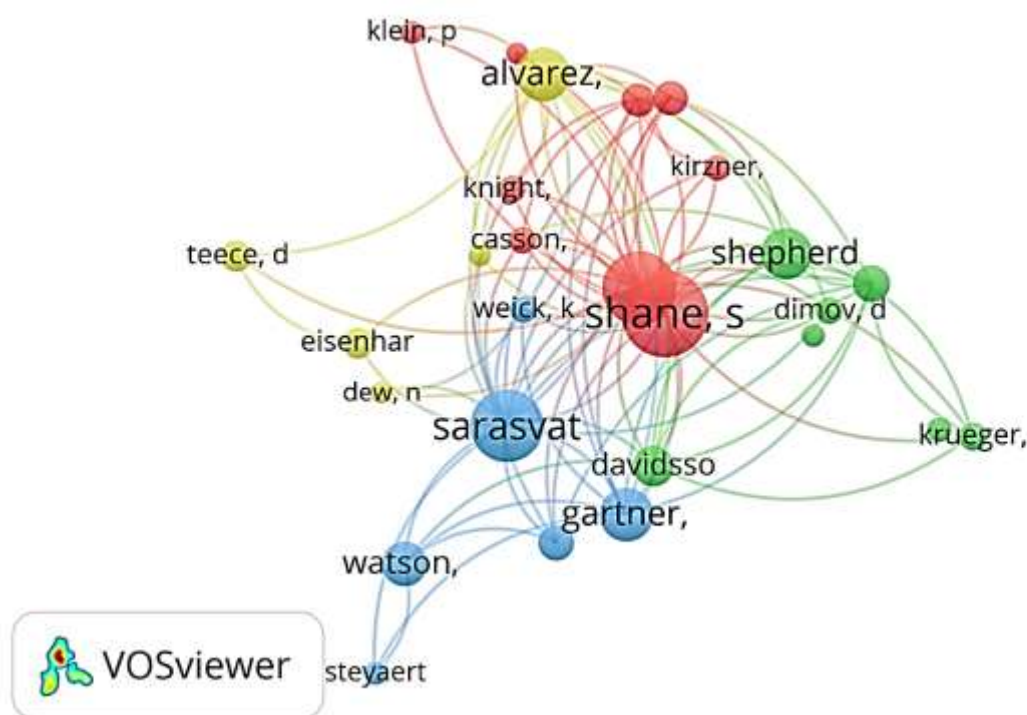 klein, p
alvarez,
kirzner,
knight,
casson,
shepherd
teece, d
weick, k
shane, s
dimov, d
eisenhar
dew, n
sarasvat
krueger,
davidsso
gartner,
watson,
VOSviewer
steyaert